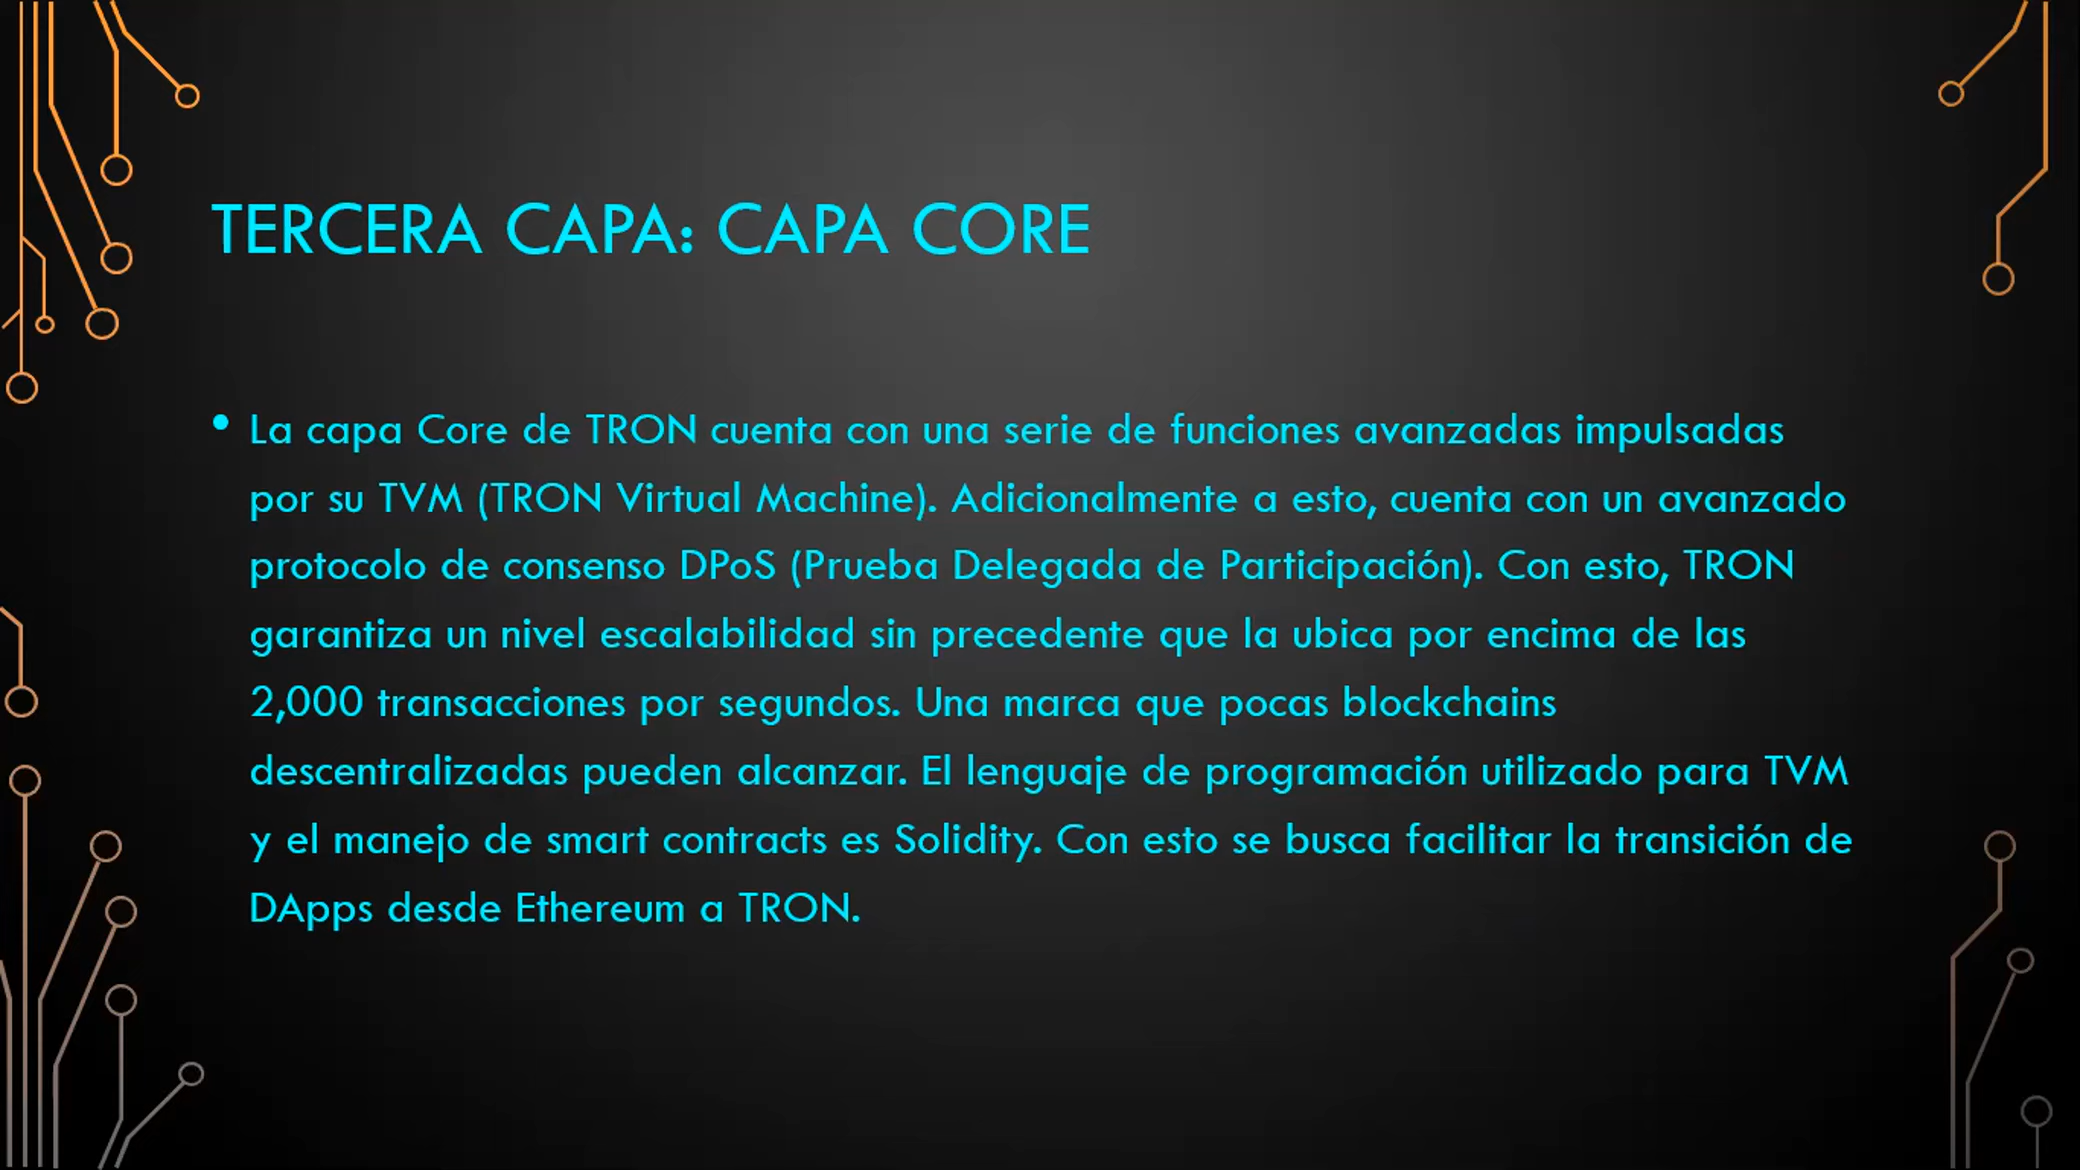 TERCERA CAPA: CAPA CORE
• La capa Core de TRON cuenta con una serie de funciones avanzadas impulsadas
por su TVM (TRON Virtual Machine). Adicionalmente a esto, cuenta con un avanzado
protocolo de consenso DPoS (Prueba Delegada de Participación). Con esto, TRON
garantiza un nivel escalabilidad sin precedente que la ubica por encima de las
2,000 transacciones por segundos. Una marca que pocas blockchains
descentralizadas pueden alcanzar. El lenguaje de programación utilizado para TVM
y el manejo de smart contracts es Solidity. Con esto se busca facilitar la transición de
DApps desde Ethereum a TRON.